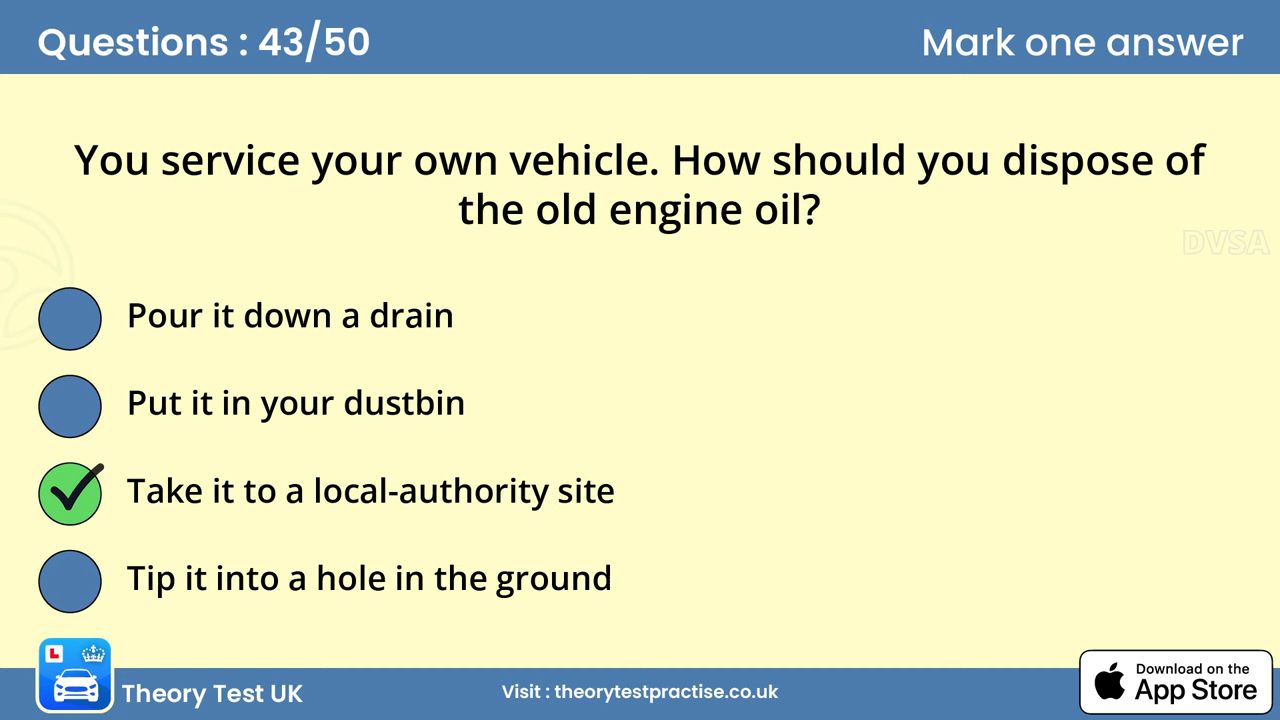 Questions : 43/50
Mark one answer
You service your own vehicle. How should you dispose of
the old engine oil?
DVSA
Pour it down a drain
Put it in your dustbin
Take it to a local-authority site
Tip it into a hole in the ground
L
Theory Test UK
Visit : theorytestpractise.co.uk
Download on the
App Store